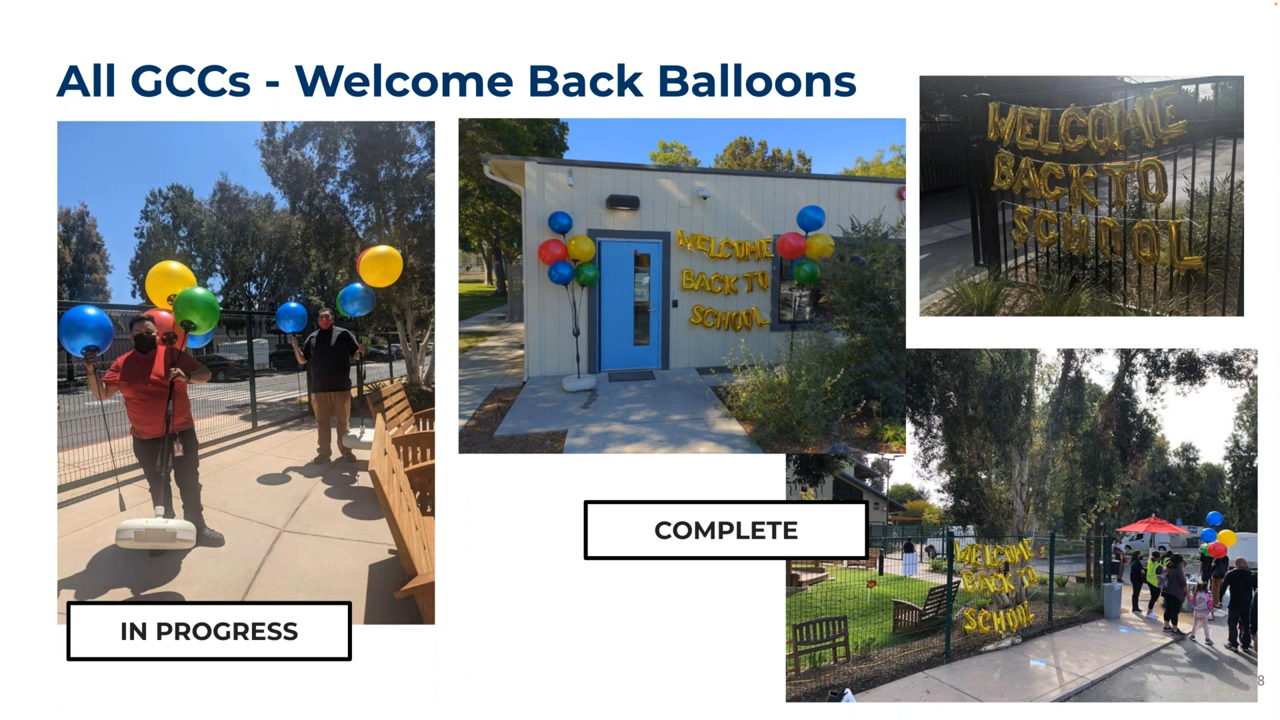 All GCCs - Welcome Back Balloons
WELCOME
BACK TO
SCHOOL
WELCOME
BACK TO
SCHOOL
IN PROGRESS
COMPLETE
WELCOME
BACK TO
SCHOOL
8